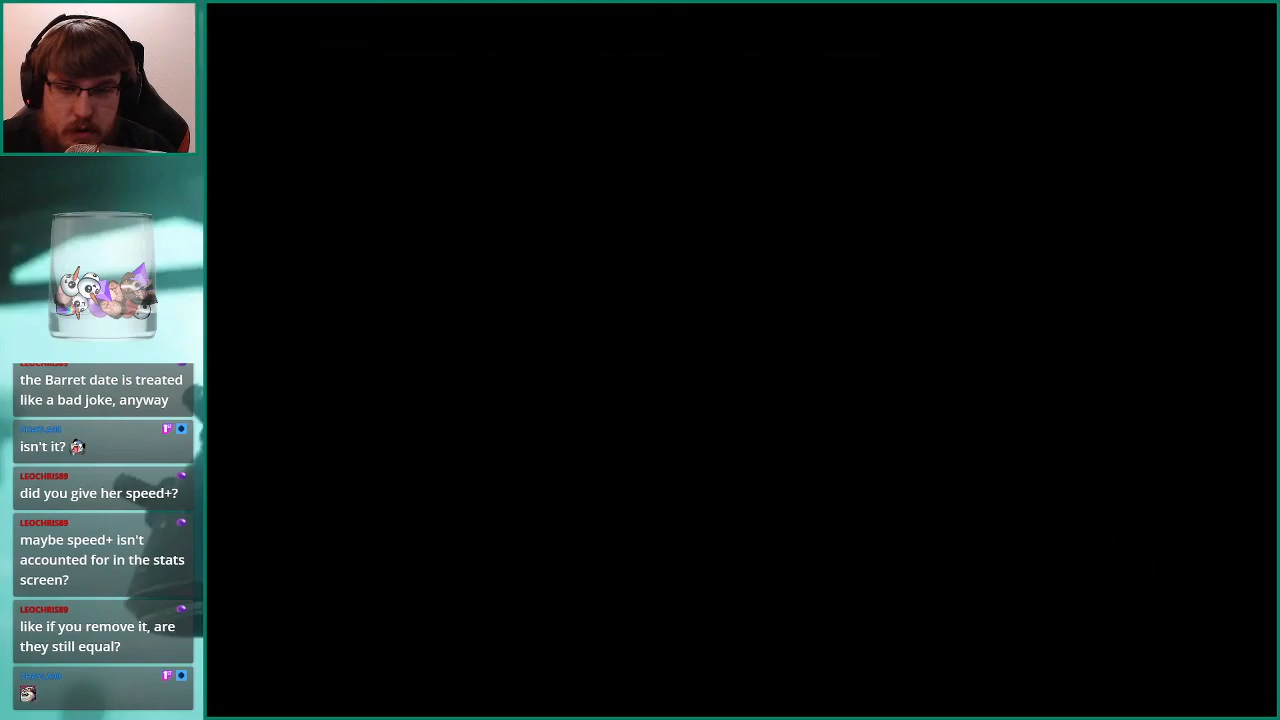 LEOCHRIS89
the Barret date is treated
like a bad joke, anyway
isn't it?
LEOCHRIS89
did you give her speed+?
LEOCHRIS89
maybe speed+ isn't
accounted for in the stats
screen?
LEOCHRIS89
like if you remove it, are
they still equal?